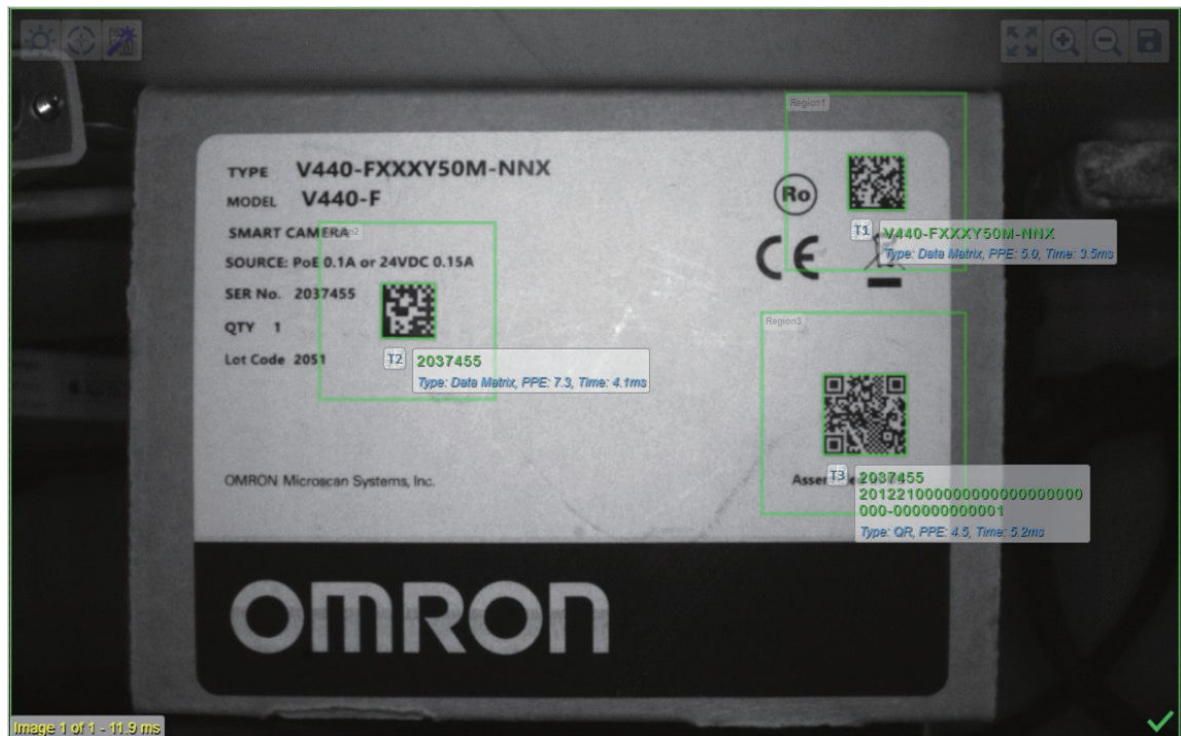 Region1
TYPE V440-FXXXY50M-NNX
MODEL V440-F
Ro
SMART CAMERA
T1 V440-FXXXY50M-NNX
Type: Data Matrix, PPE: 5.0, Time: 3.5ms
CE
SOURCE: PoE 0.1A or 24VDC 0.15A
SER No. 2037455
QTY 1
Region3
Lot Code 2051
T2 2037455
Type: Data Matrix, PPE: 7.3, Time: 4.1ms
OMRON Microscan Systems, Inc.
T3 2037455
201221000000000000000000
000-000000000001
Type: QR, PPE: 4.5, Time: 5.2ms
OMRON
Image 1 of 1 - 11.9 ms